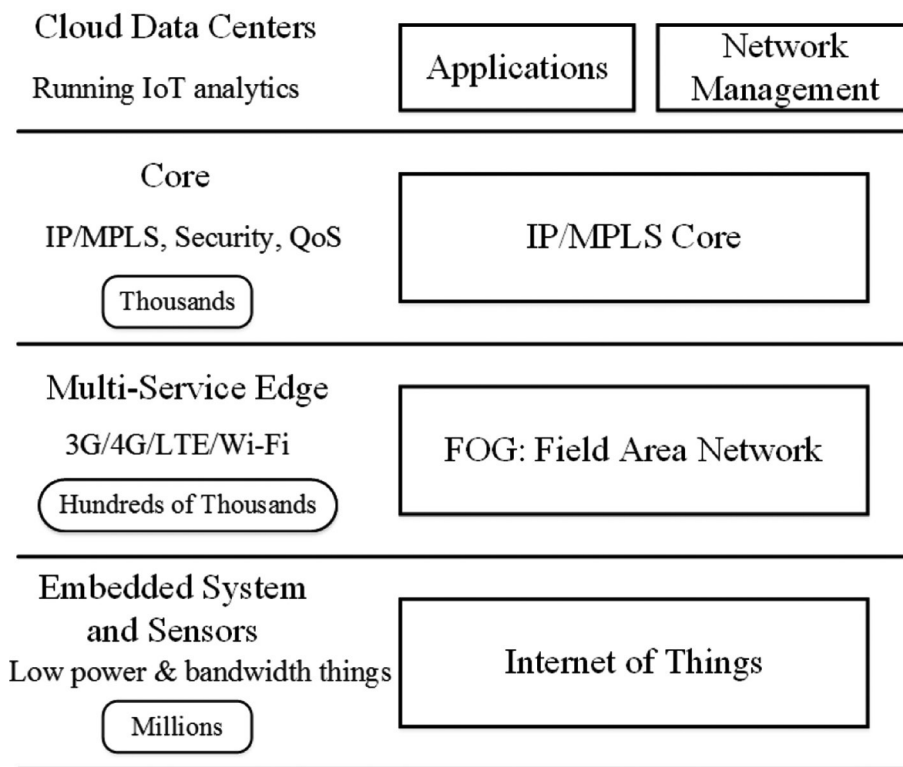 Cloud Data Centers
Running IoT analytics
Applications
Network
Management
Core
IP/MPLS, Security, QoS
Thousands
IP/MPLS Core
Multi-Service Edge
3G/4G/LTE/Wi-Fi
Hundreds of Thousands
FOG: Field Area Network
Embedded System
and Sensors
Low power & bandwidth things
Millions
Internet of Things